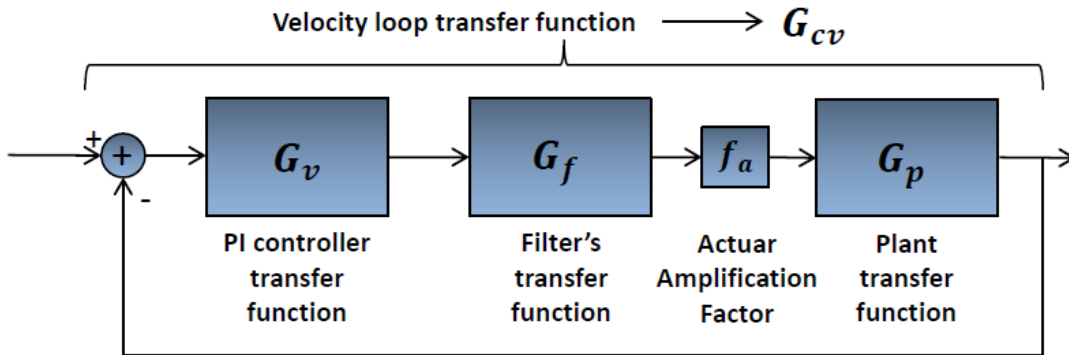 Velocity loop transfer function
G_cv
+
+
-
G_v
G_f
f_a
G_p
PI controller
transfer
function
Filter's
transfer
function
Actuar
Amplification
Factor
Plant
transfer
function